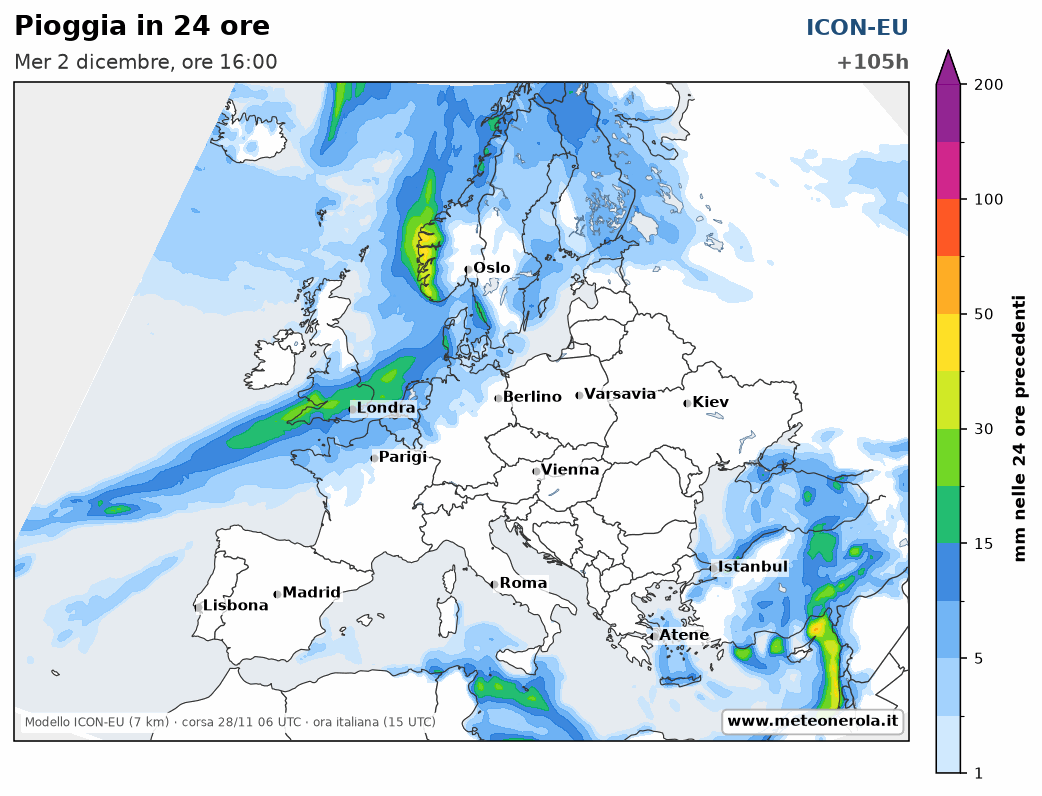 Pioggia in 24 ore
ICON-EU
Mer 2 dicembre, ore 16:00
+105h
200
100
50
30
15
5
1
mm nelle 24 ore precedenti
Oslo
Londra
Berlino
Varsavia
Kiev
Parigi
Vienna
Istanbul
Roma
Madrid
Lisbona
Atene
Modello ICON-EU (7 km) · corsa 28/11 06 UTC · ora italiana (15 UTC)
www.meteonerola.it